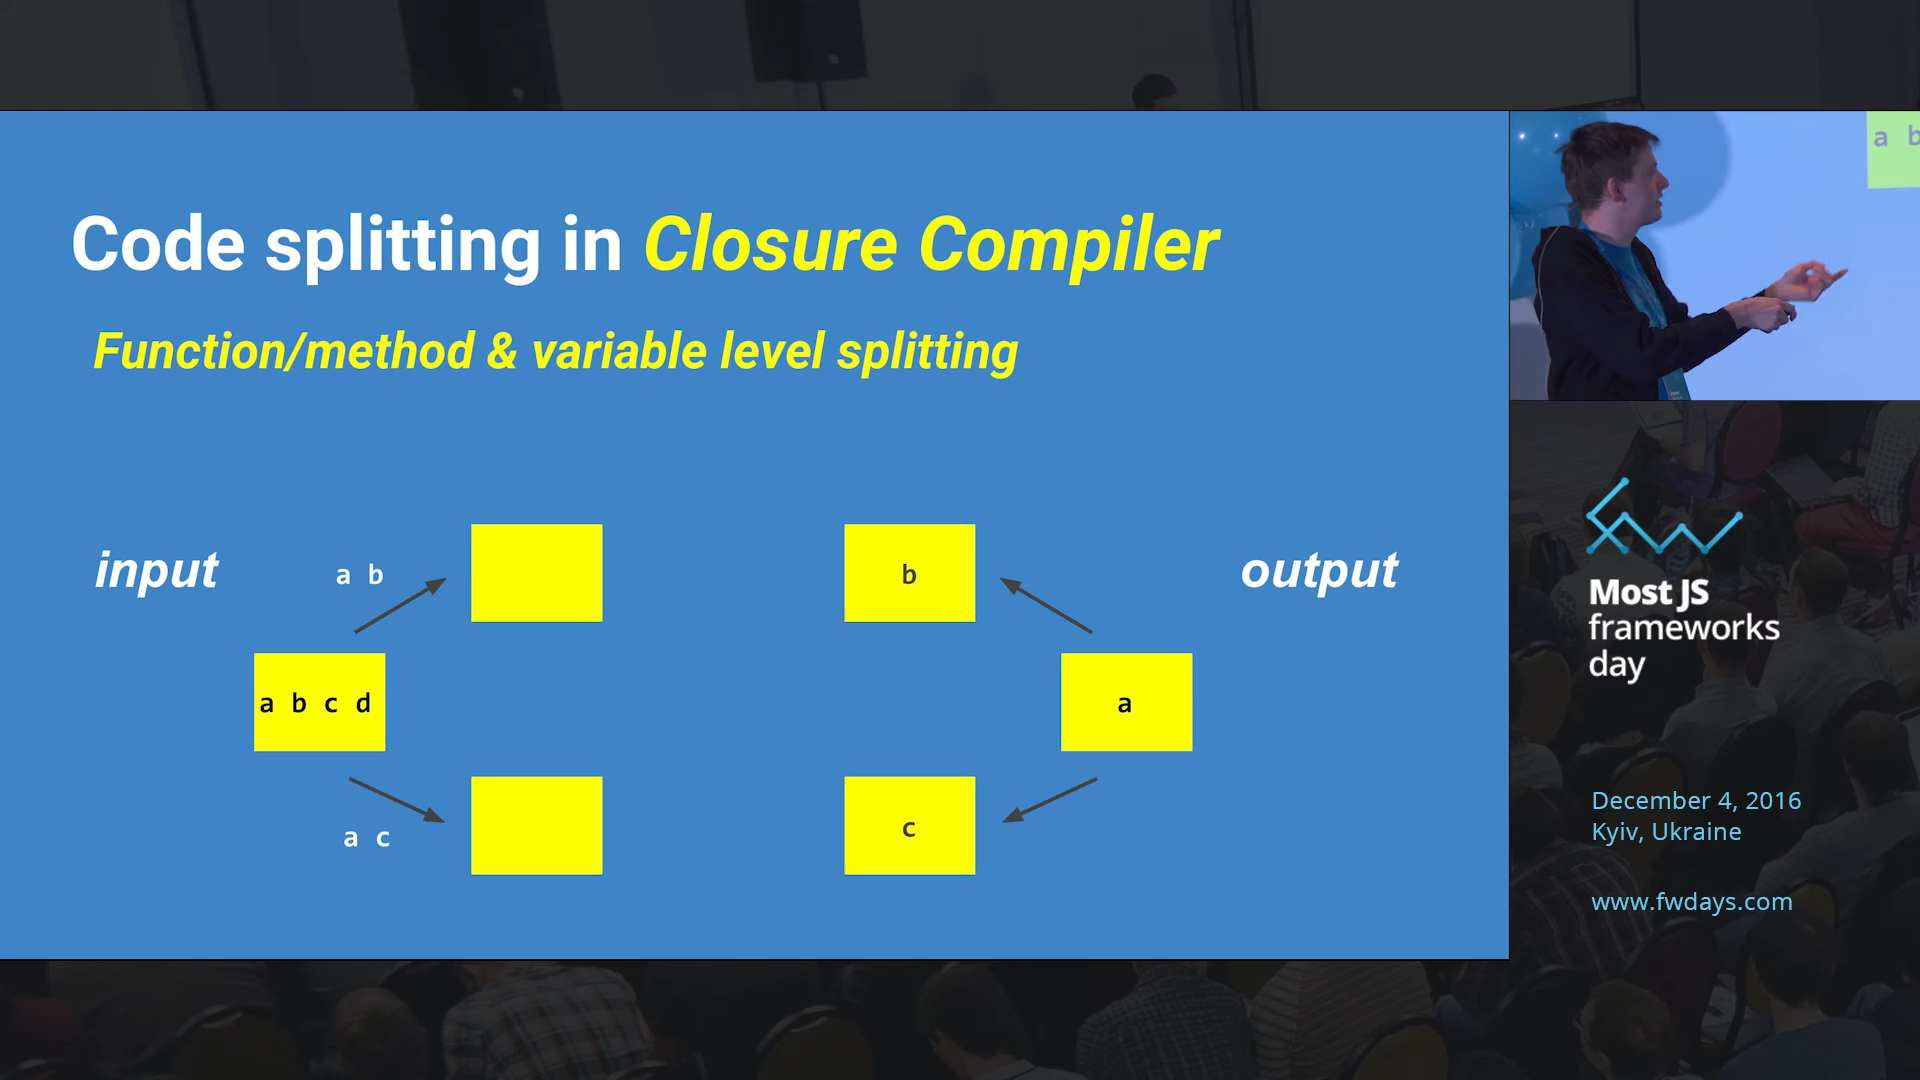 Code splitting in Closure Compiler
Function/method & variable level splitting
input
a b
b
output
a b c d
a
a c
c
a b
Most JS
frameworks
day
December 4, 2016
Kyiv, Ukraine
www.fwdays.com